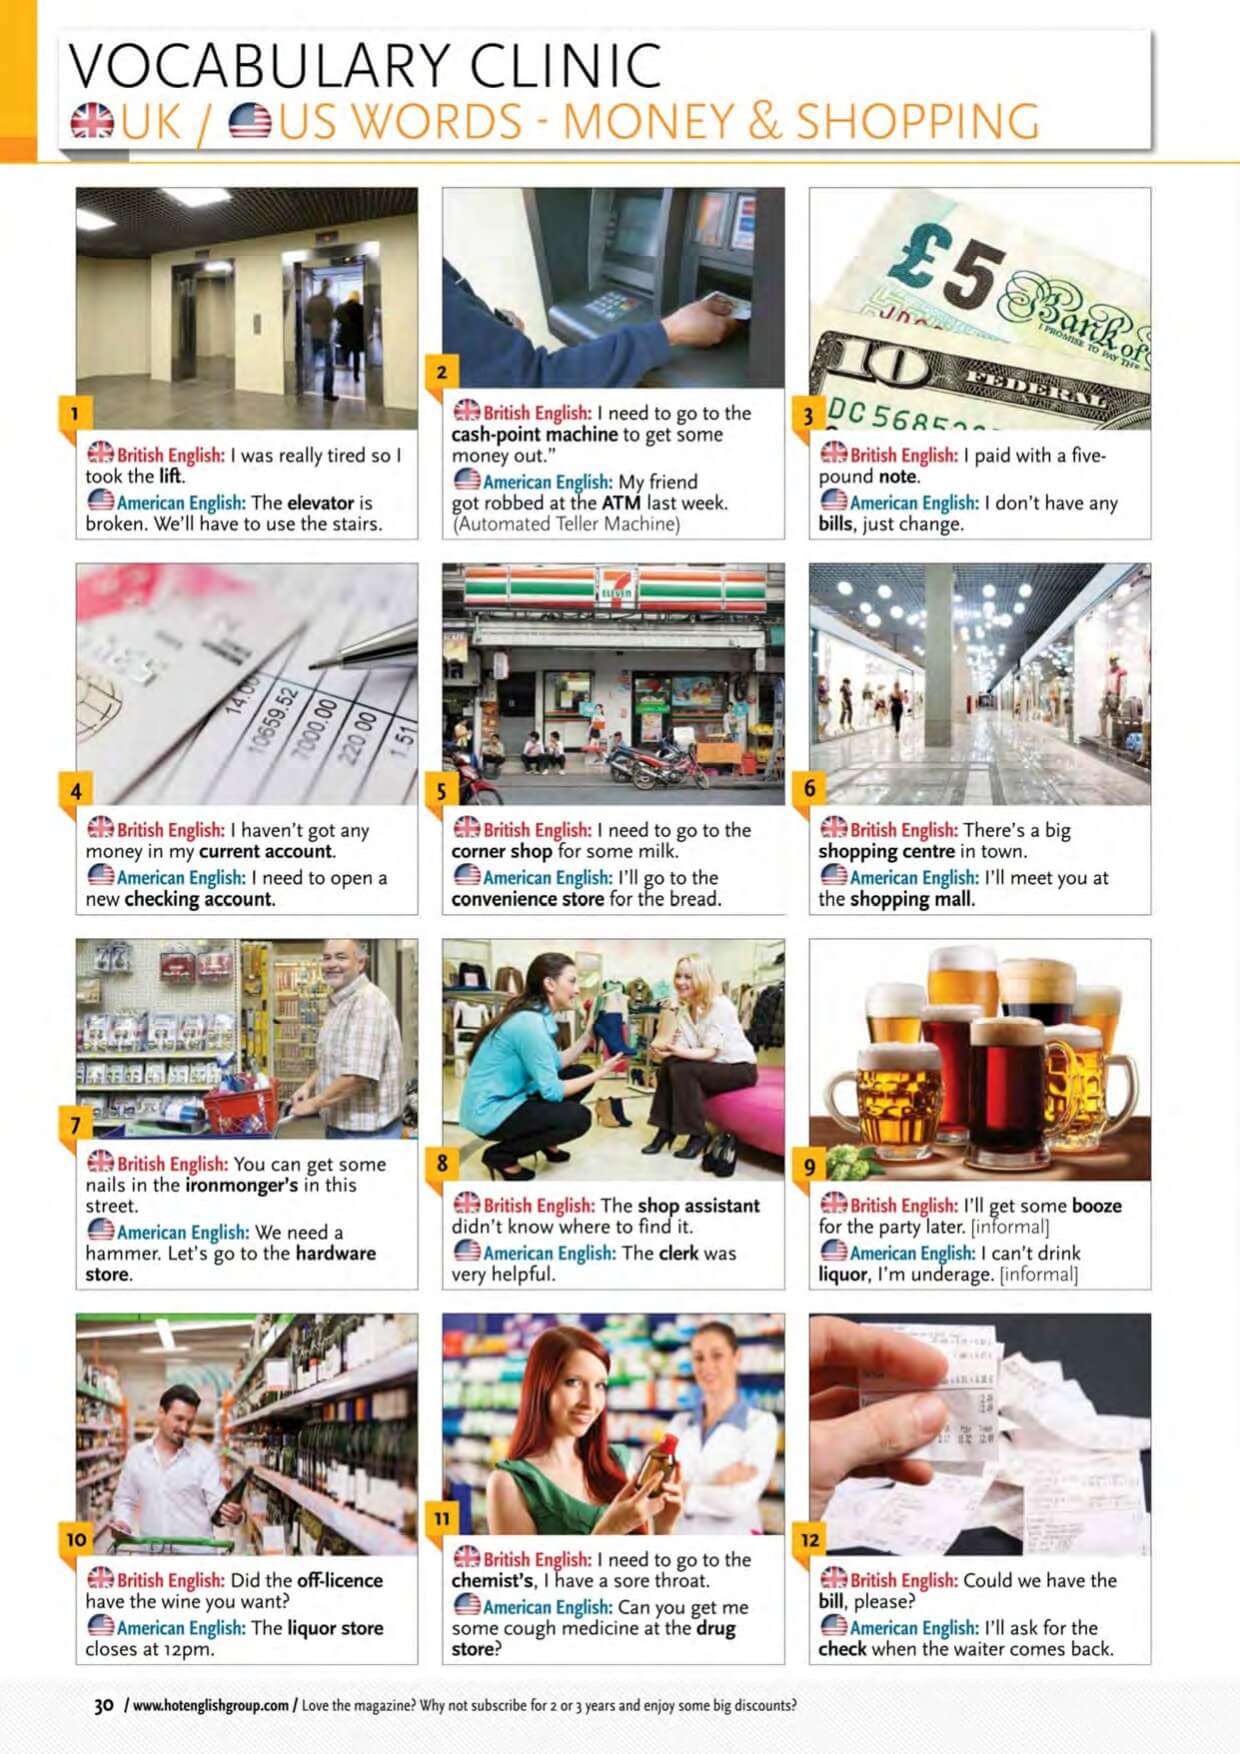 VOCABULARY CLINIC
UK / US WORDS - MONEY & SHOPPING
£5
Bank of
I PROMISE TO PAY THE
10
FEDERAL
1
British English: I was really tired so I
took the lift.
American English: The elevator is
broken. We'll have to use the stairs.
2
British English: I need to go to the
cash-point machine to get some
money out.”
American English: My friend
got robbed at the ATM last week.
(Automated Teller Machine)
3
British English: I paid with a five-
pound note.
American English: I don't have any
bills, just change.
14.00
10659.52
7000.00
220.00
1.51
7
ELEVEN
4
British English: I haven't got any
money in my current account.
American English: I need to open a
new checking account.
5
British English: I need to go to the
corner shop for some milk.
American English: I'll go to the
convenience store for the bread.
6
British English: There's a big
shopping centre in town.
American English: I'll meet you at
the shopping mall.
7
British English: You can get some
nails in the ironmonger's in this
street.
American English: We need a
hammer. Let's go to the hardware
store.
8
British English: The shop assistant
didn't know where to find it.
American English: The clerk was
very helpful.
9
British English: I'll get some booze
for the party later. [informal]
American English: I can't drink
liquor, I'm underage. [informal]
10
British English: Did the off-licence
have the wine you want?
American English: The liquor store
closes at 12pm.
11
British English: I need to go to the
chemist's, I have a sore throat.
American English: Can you get me
some cough medicine at the drug
store?
12
British English: Could we have the
bill, please?
American English: I'll ask for the
check when the waiter comes back.
30 / www.hotenglishgroup.com / Love the magazine? Why not subscribe for 2 or 3 years and enjoy some big discounts?